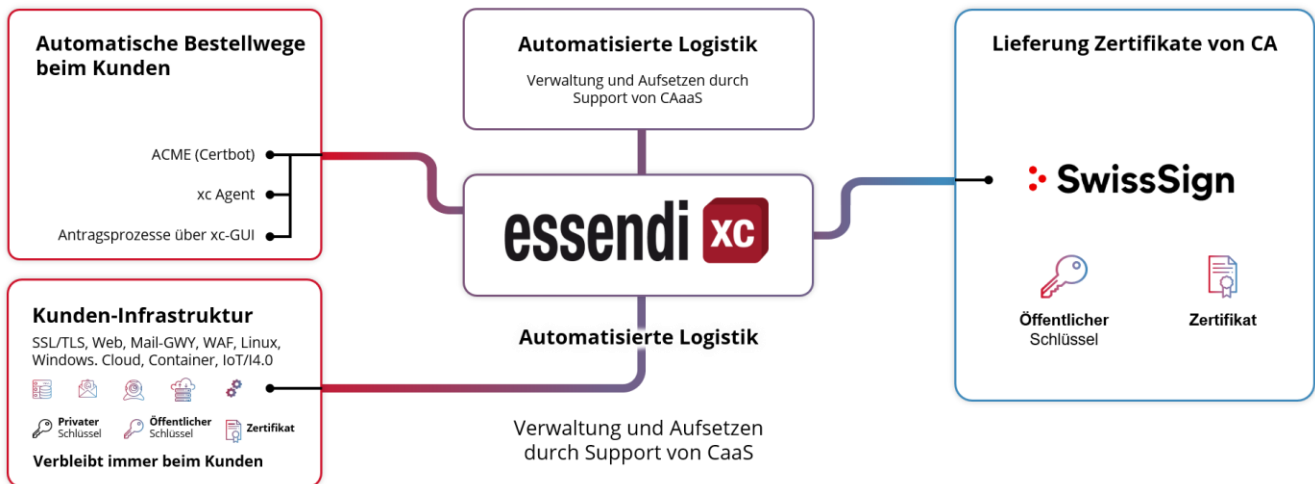 Automatische Bestellwege
beim Kunden
ACME (Certbot)
xc Agent
Antragsprozesse über xc-GUI
Kunden-Infrastruktur
SSL/TLS, Web, Mail-GWY, WAF, Linux,
Windows. Cloud, Container, IoT/I4.0
Privater
Schlüssel
Öffentlicher
Schlüssel
Zertifikat
Verbleibt immer beim Kunden
Automatisierte Logistik
Verwaltung und Aufsetzen durch
Support von CAaaS
essendi xc
Automatisierte Logistik
Verwaltung und Aufsetzen
durch Support von CaaS
Lieferung Zertifikate von CA
SwissSign
Öffentlicher
Schlüssel
Zertifikat